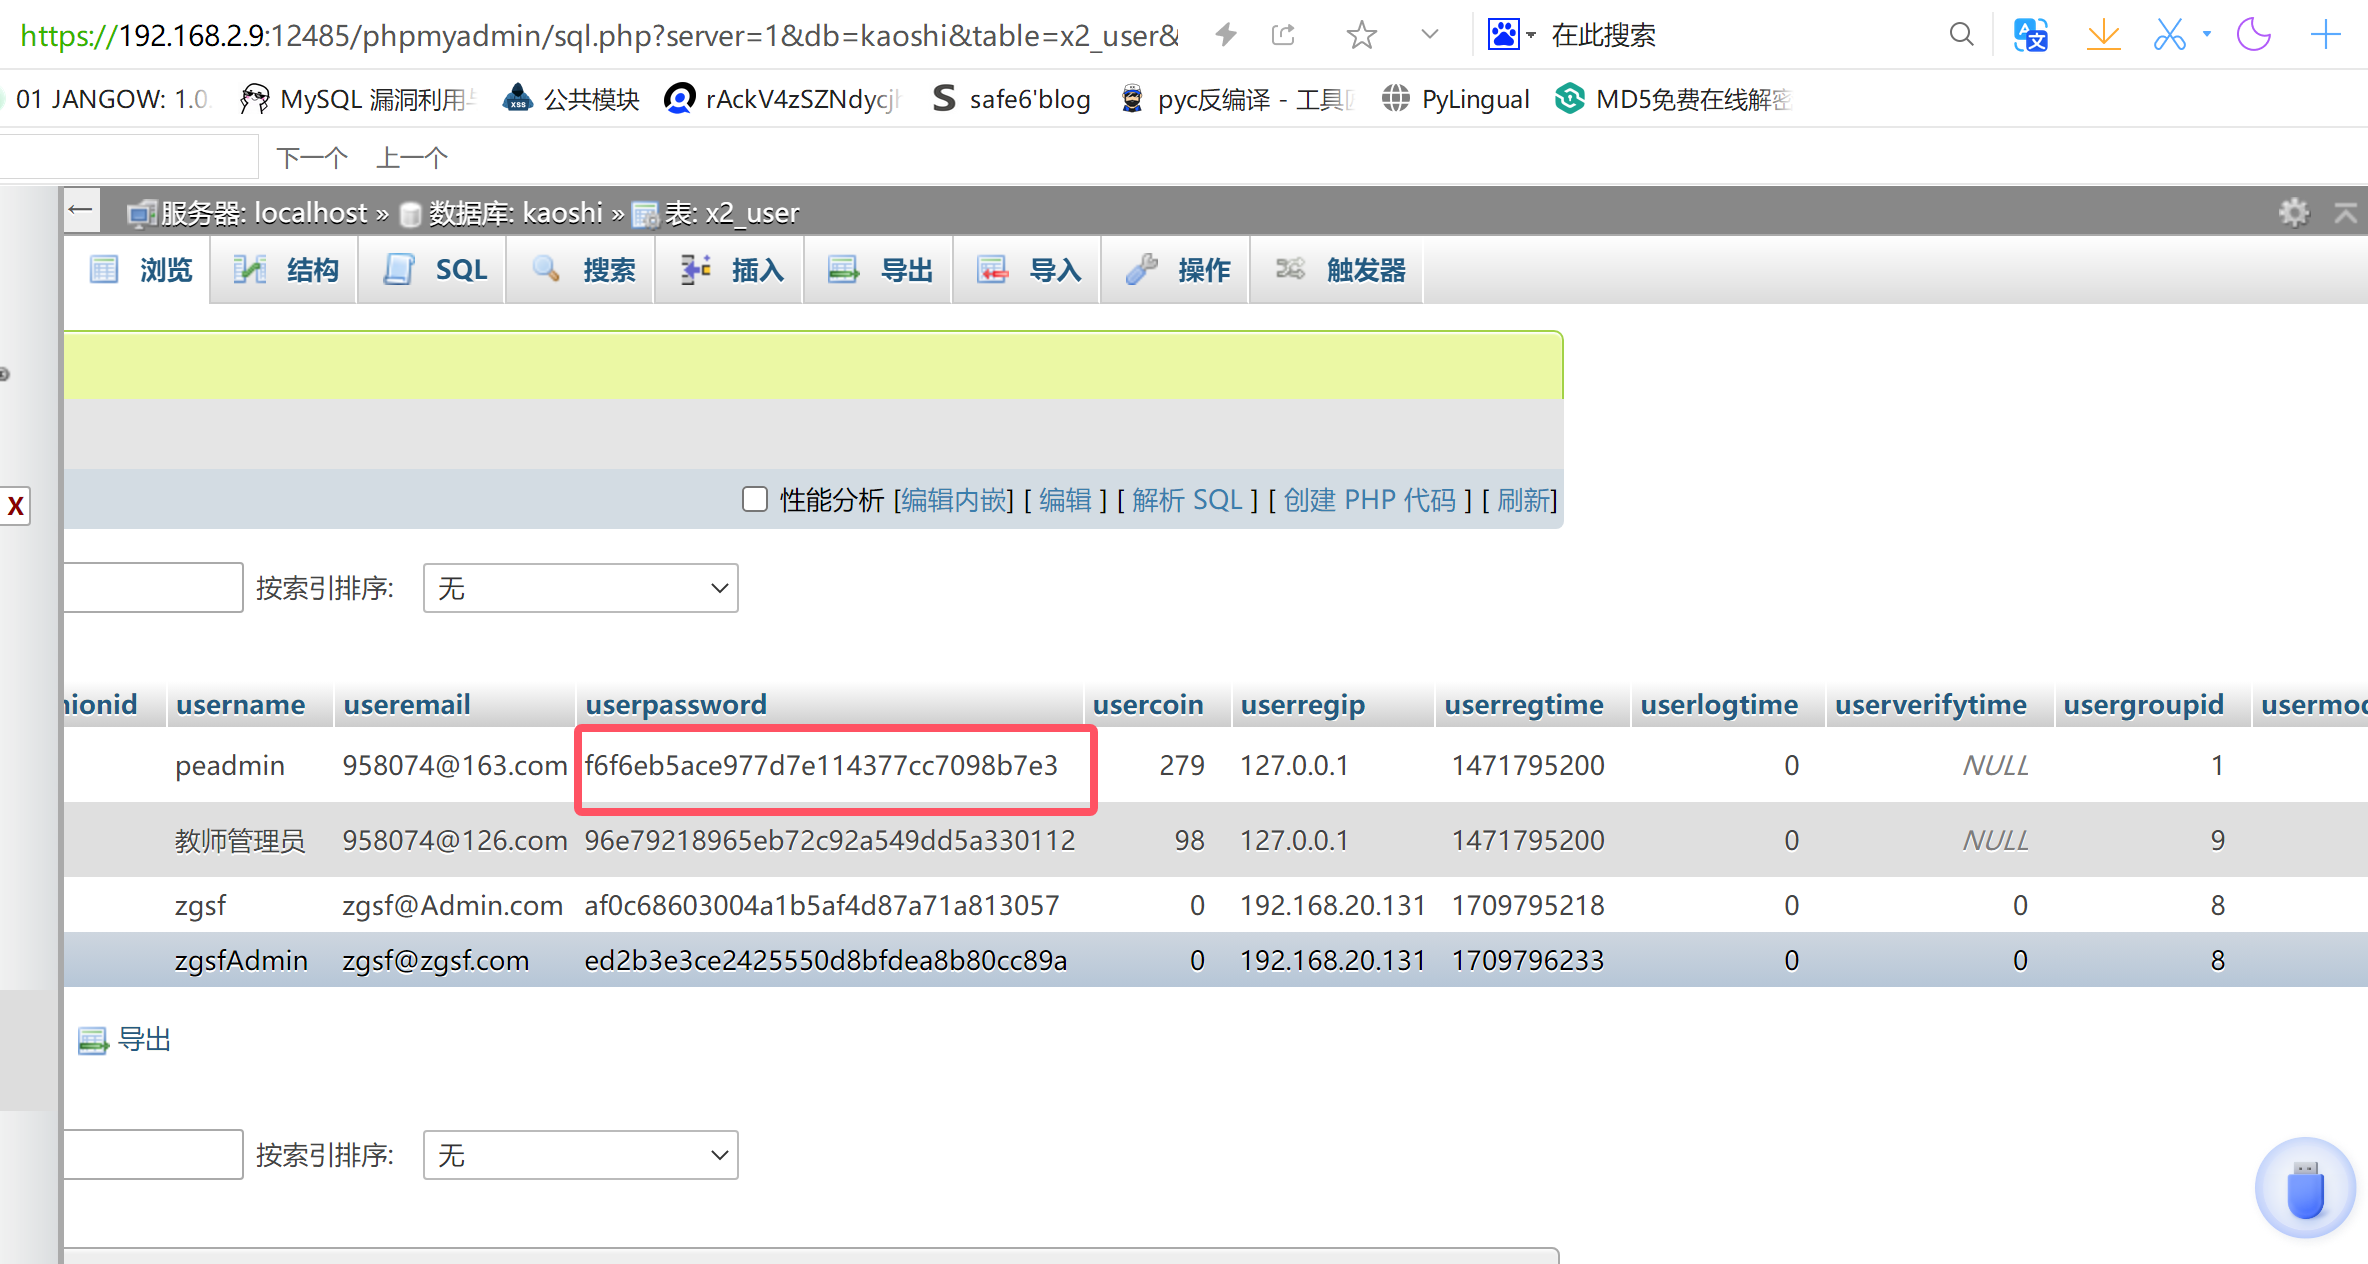 https://192.168.2.9:12485/phpmyadmin/sql.php?server=1&db=kaoshi&table=x2_user& 在此搜索
01 JANGOW: 1.0. MySQL 漏洞利用与 公共模块 rAckV4zSZNdycjh safe6'blog pyc反编译 - 工具匠 PyLingual MD5免费在线解密
下一个 上一个
← 服务器: localhost » 数据库: kaoshi » 表: x2_user
浏览 结构 SQL 搜索 插入 导出 导入 操作 触发器
X
性能分析 [编辑内嵌] [ 编辑 ] [ 解析 SQL ] [ 创建 PHP 代码 ] [ 刷新]
按索引排序: 无
nionid username useremail userpassword usercoin userregip userregtime userlogtime userverifytime usergroupid usermod
peadmin 958074@163.com f6f6eb5ace977d7e114377cc7098b7e3 279 127.0.0.1 1471795200 0 NULL 1
教师管理员 958074@126.com 96e79218965eb72c92a549dd5a330112 98 127.0.0.1 1471795200 0 NULL 9
zgsf zgsf@Admin.com af0c68603004a1b5af4d87a71a813057 0 192.168.20.131 1709795218 0 0 8
zgsfAdmin zgsf@zgsf.com ed2b3e3ce2425550d8bfdea8b80cc89a 0 192.168.20.131 1709796233 0 0 8
导出
按索引排序: 无